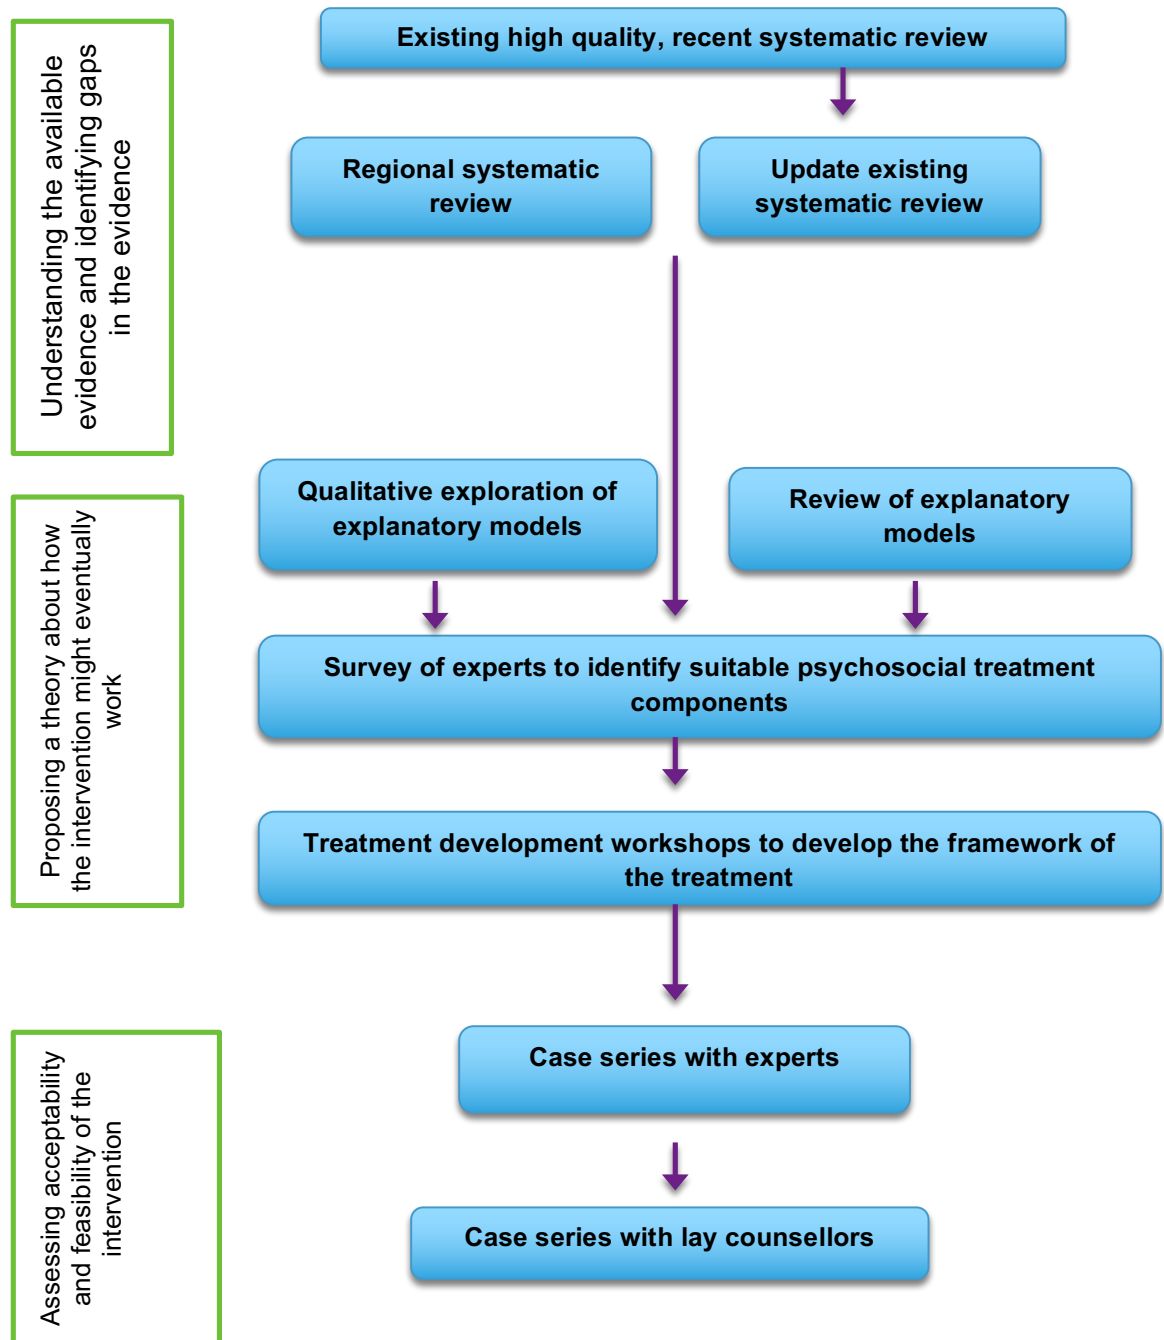 Understanding the available
evidence and identifying gaps
in the evidence
Existing high quality, recent systematic review
Regional systematic
review
Update existing
systematic review
Proposing a theory about how
the intervention might eventually
work
Qualitative exploration of
explanatory models
Review of explanatory
models
Survey of experts to identify suitable psychosocial treatment
components
Treatment development workshops to develop the framework of
the treatment
Assessing acceptability
and feasibility of the
intervention
Case series with experts
Case series with lay counsellors